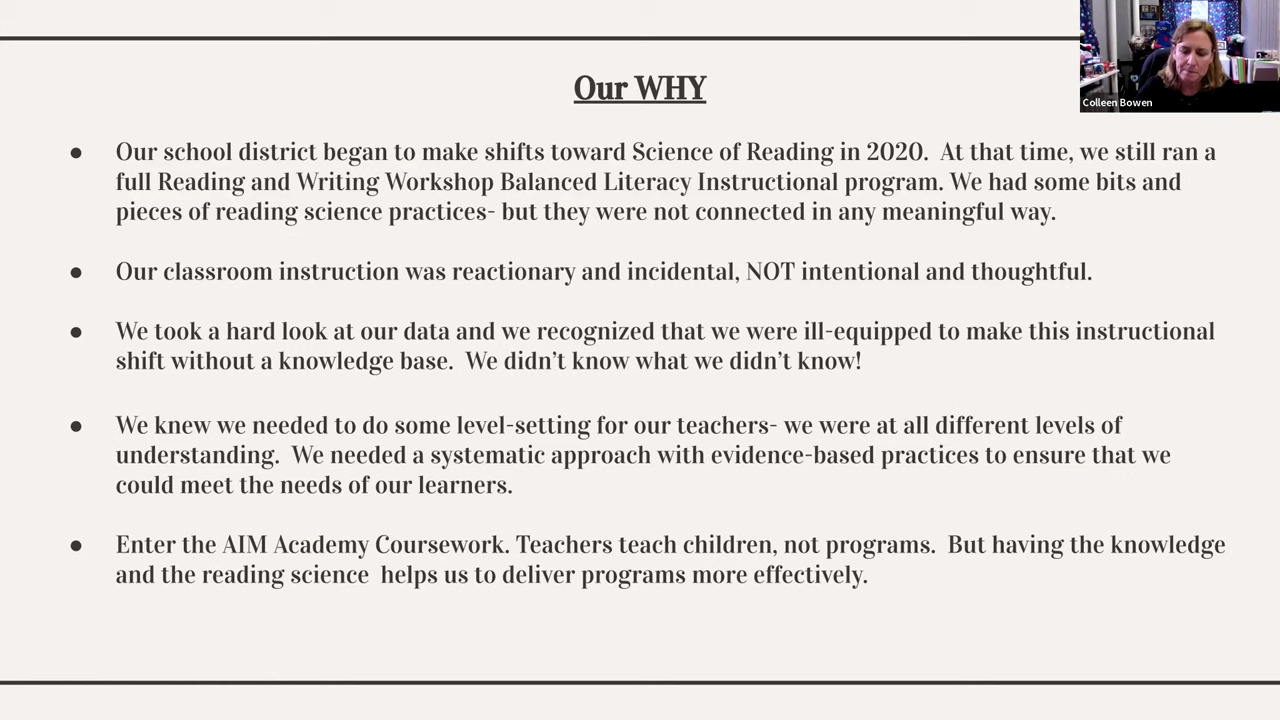 Our WHY
Colleen Bowen
● Our school district began to make shifts toward Science of Reading in 2020.  At that time, we still ran a
full Reading and Writing Workshop Balanced Literacy Instructional program. We had some bits and
pieces of reading science practices- but they were not connected in any meaningful way.
● Our classroom instruction was reactionary and incidental, NOT intentional and thoughtful.
● We took a hard look at our data and we recognized that we were ill-equipped to make this instructional
shift without a knowledge base.  We didn’t know what we didn’t know!
● We knew we needed to do some level-setting for our teachers- we were at all different levels of
understanding.  We needed a systematic approach with evidence-based practices to ensure that we
could meet the needs of our learners.
● Enter the AIM Academy Coursework. Teachers teach children, not programs.  But having the knowledge
and the reading science  helps us to deliver programs more effectively.